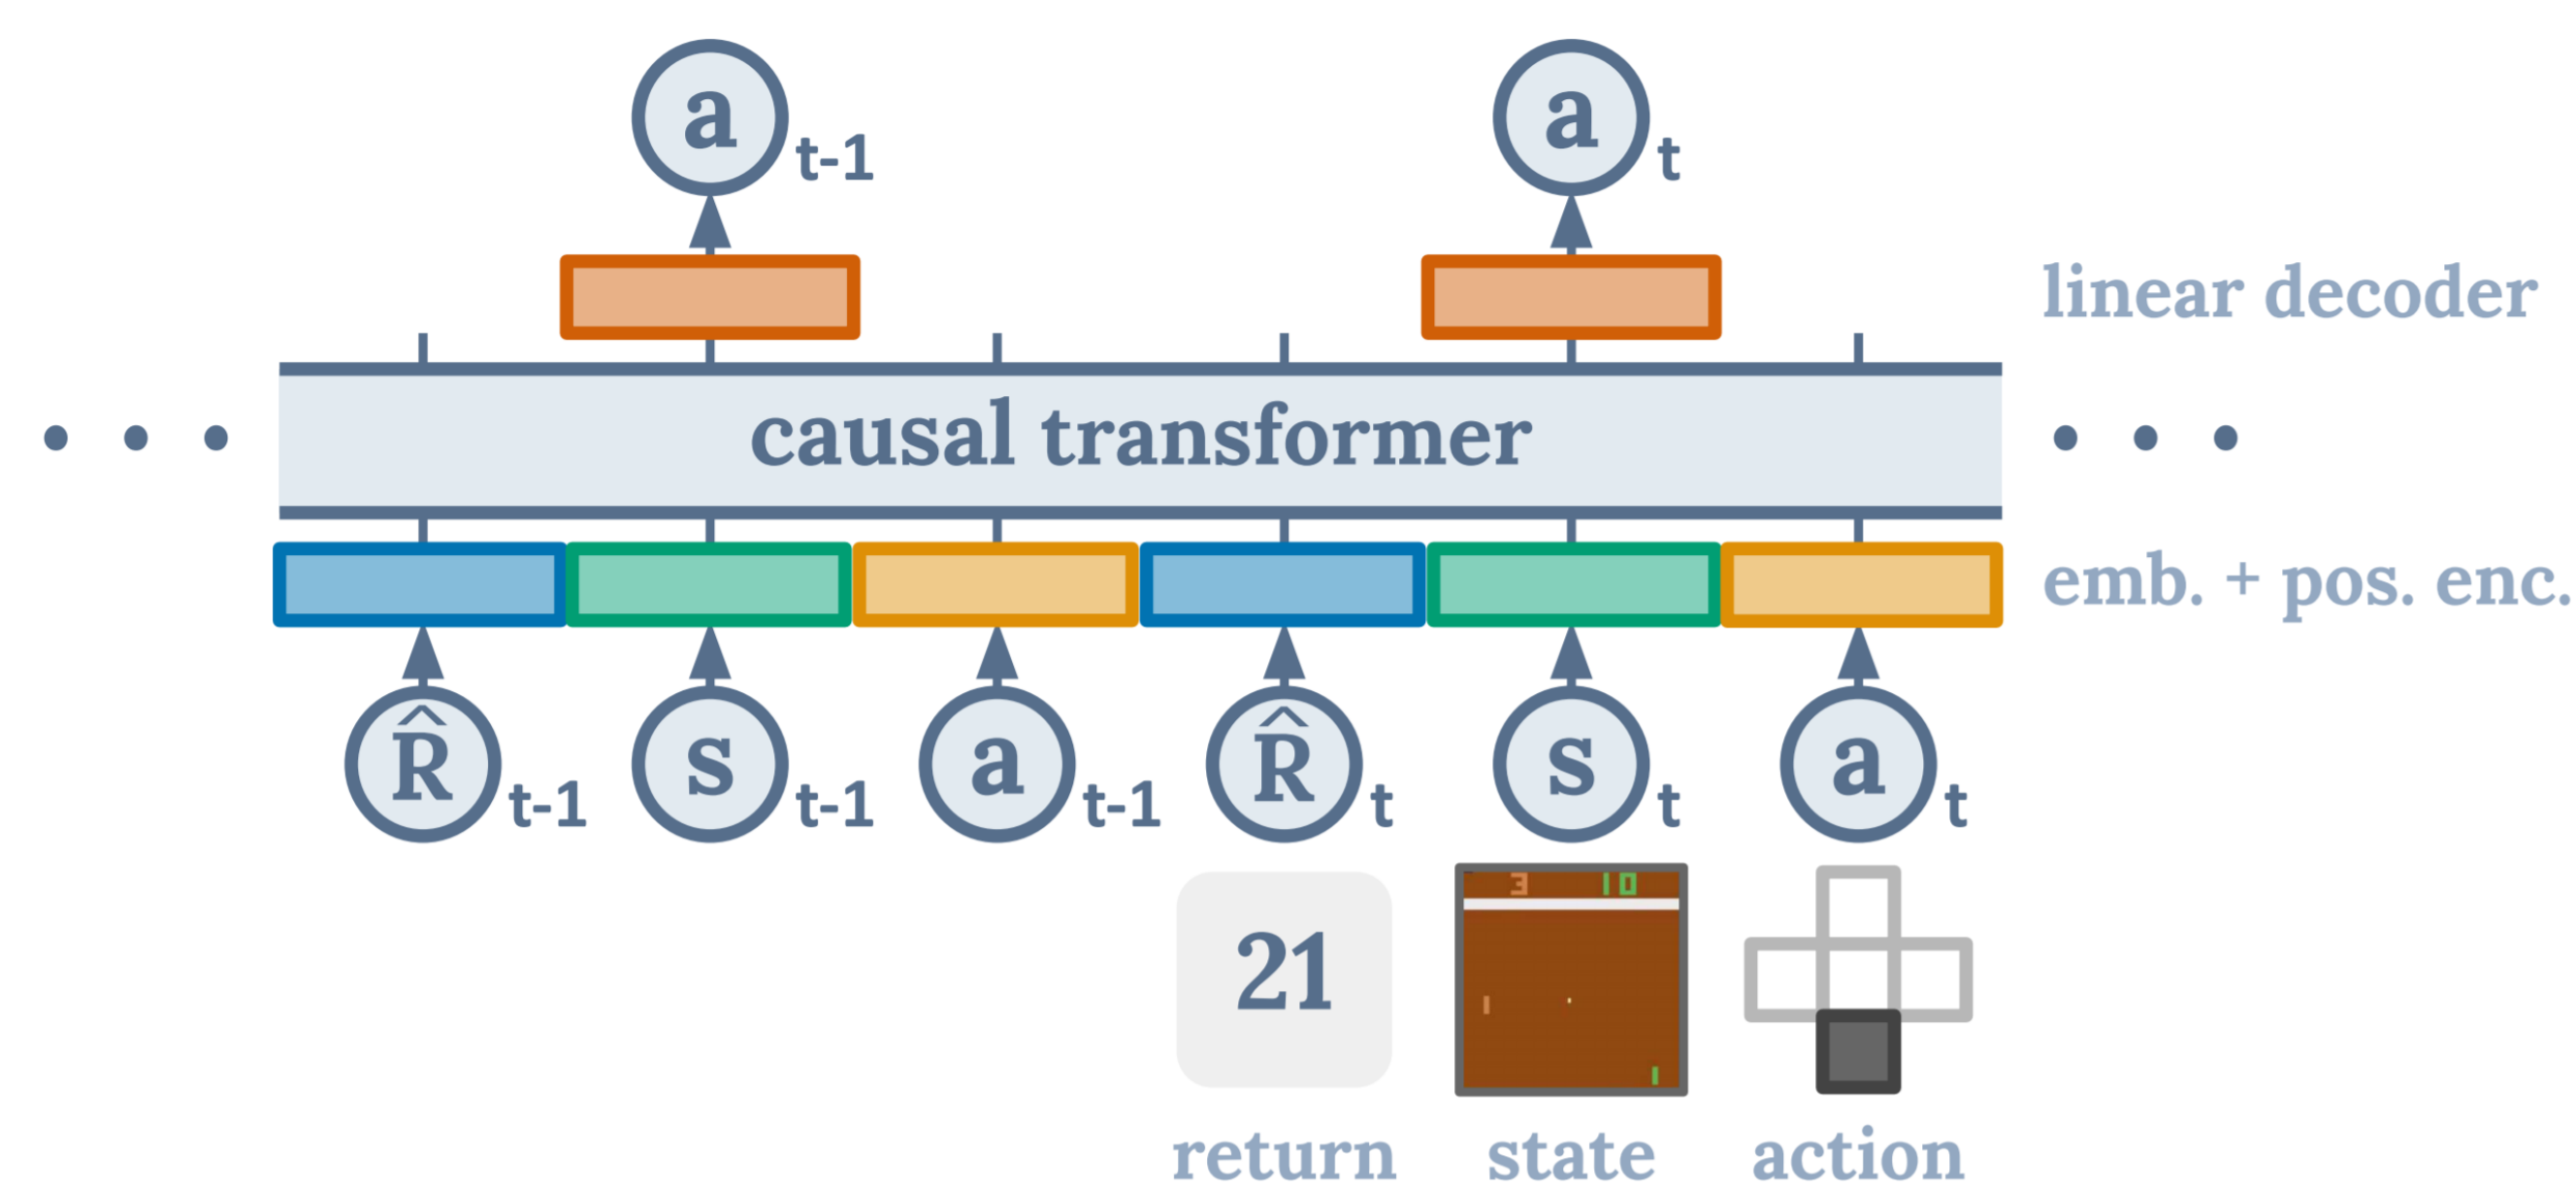 a t-1 a t
linear decoder
causal transformer
emb. + pos. enc.
R̂ t-1 s t-1 a t-1 R̂ t s t a t
3 10
21
return state action